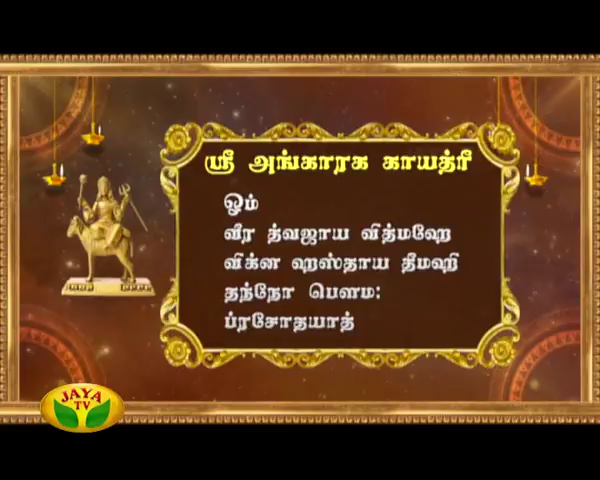 ஸ்ரீ அங்காரக காயத்ரீ
ஓம்
வீர த்வஜாய வித்மஹே
விக்ன ஹஸ்தாய தீமஹி
தந்நோ பௌம:
ப்ரசோதயாத்
JAYA
TV